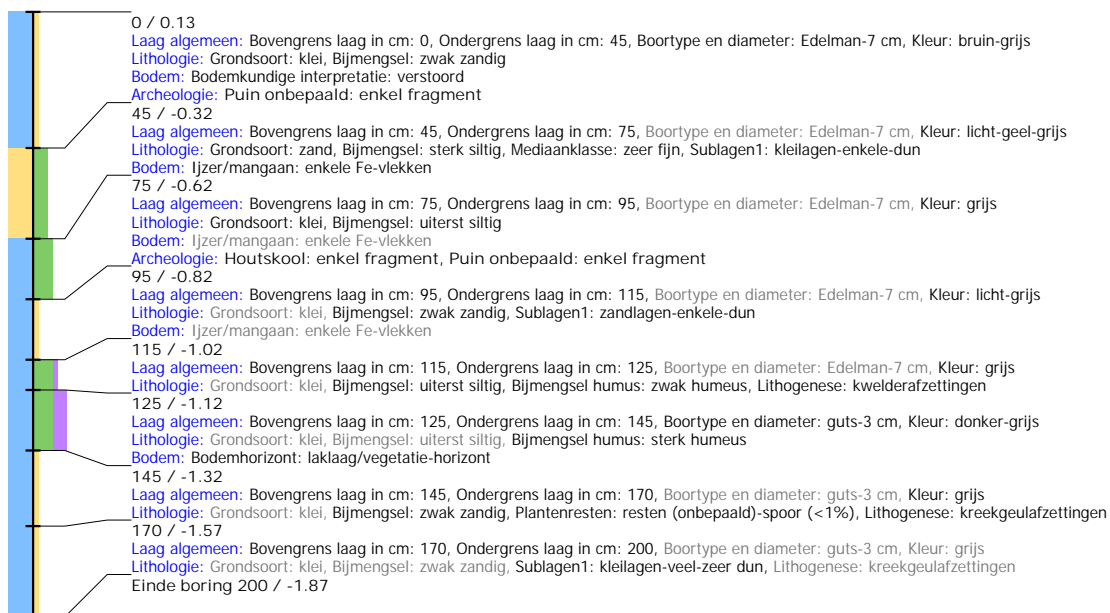 0 / 0.13
Laag algemeen: Bovengrens laag in cm: 0, Ondergrens laag in cm: 45, Boortype en diameter: Edelman-7 cm, Kleur: bruin-grijs
Lithologie: Grondsoort: klei, Bijmengsel: zwak zandig
Bodem: Bodemkundige interpretatie: verstoord
Archeologie: Puin onbepaald: enkel fragment
45 / -0.32
Laag algemeen: Bovengrens laag in cm: 45, Ondergrens laag in cm: 75, Boortype en diameter: Edelman-7 cm, Kleur: licht-geel-grijs
Lithologie: Grondsoort: zand, Bijmengsel: sterk siltig, Mediaanklasse: zeer fijn, Sublagen1: kleilagen-enkele-dun
Bodem: Ijzer/mangaan: enkele Fe-vlekken
75 / -0.62
Laag algemeen: Bovengrens laag in cm: 75, Ondergrens laag in cm: 95, Boortype en diameter: Edelman-7 cm, Kleur: grijs
Lithologie: Grondsoort: klei, Bijmengsel: uiterst siltig
Bodem: Ijzer/mangaan: enkele Fe-vlekken
Archeologie: Houtskool: enkel fragment, Puin onbepaald: enkel fragment
95 / -0.82
Laag algemeen: Bovengrens laag in cm: 95, Ondergrens laag in cm: 115, Boortype en diameter: Edelman-7 cm, Kleur: licht-grijs
Lithologie: Grondsoort: klei, Bijmengsel: zwak zandig, Sublagen1: zandlagen-enkele-dun
Bodem: Ijzer/mangaan: enkele Fe-vlekken
115 / -1.02
Laag algemeen: Bovengrens laag in cm: 115, Ondergrens laag in cm: 125, Boortype en diameter: Edelman-7 cm, Kleur: grijs
Lithologie: Grondsoort: klei, Bijmengsel: uiterst siltig, Bijmengsel humus: zwak humeus, Lithogenese: kwelderafzettingen
125 / -1.12
Laag algemeen: Bovengrens laag in cm: 125, Ondergrens laag in cm: 145, Boortype en diameter: guts-3 cm, Kleur: donker-grijs
Lithologie: Grondsoort: klei, Bijmengsel: uiterst siltig, Bijmengsel humus: sterk humeus
Bodem: Bodemhorizont: laklaag/vegetatie-horizont
145 / -1.32
Laag algemeen: Bovengrens laag in cm: 145, Ondergrens laag in cm: 170, Boortype en diameter: guts-3 cm, Kleur: grijs
Lithologie: Grondsoort: klei, Bijmengsel: zwak zandig, Plantenresten: resten (onbepaald)-spoor (<1%), Lithogenese: kreekgeulafzettingen
170 / -1.57
Laag algemeen: Bovengrens laag in cm: 170, Ondergrens laag in cm: 200, Boortype en diameter: guts-3 cm, Kleur: grijs
Lithologie: Grondsoort: klei, Bijmengsel: zwak zandig, Sublagen1: kleilagen-veel-zeer dun, Lithogenese: kreekgeulafzettingen
Einde boring 200 / -1.87